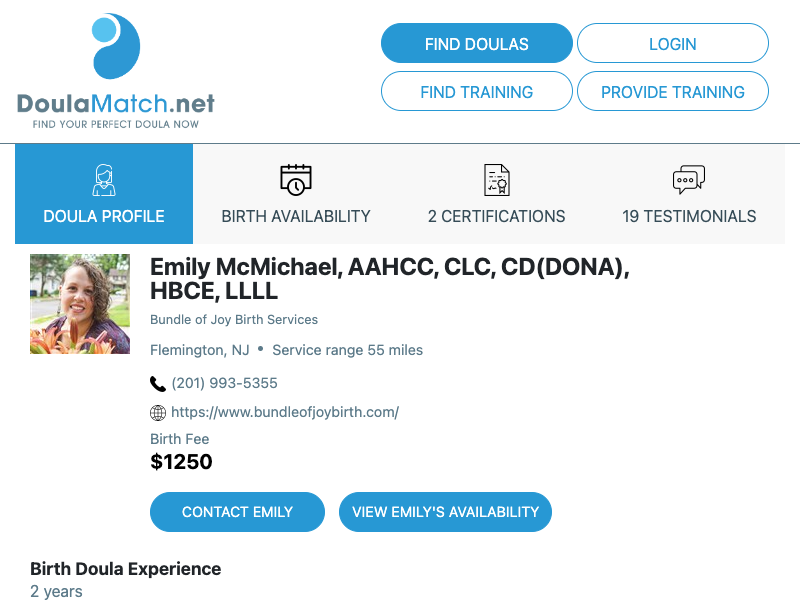 DoulaMatch.net
FIND YOUR PERFECT DOULA NOW
FIND DOULAS
LOGIN
FIND TRAINING
PROVIDE TRAINING
DOULA PROFILE
BIRTH AVAILABILITY
2 CERTIFICATIONS
19 TESTIMONIALS
Emily McMichael, AAHCC, CLC, CD(DONA),
HBCE, LLLL
Bundle of Joy Birth Services
Flemington, NJ • Service range 55 miles
(201) 993-5355
https://www.bundleofjoybirth.com/
Birth Fee
$1250
CONTACT EMILY
VIEW EMILY'S AVAILABILITY
Birth Doula Experience
2 years